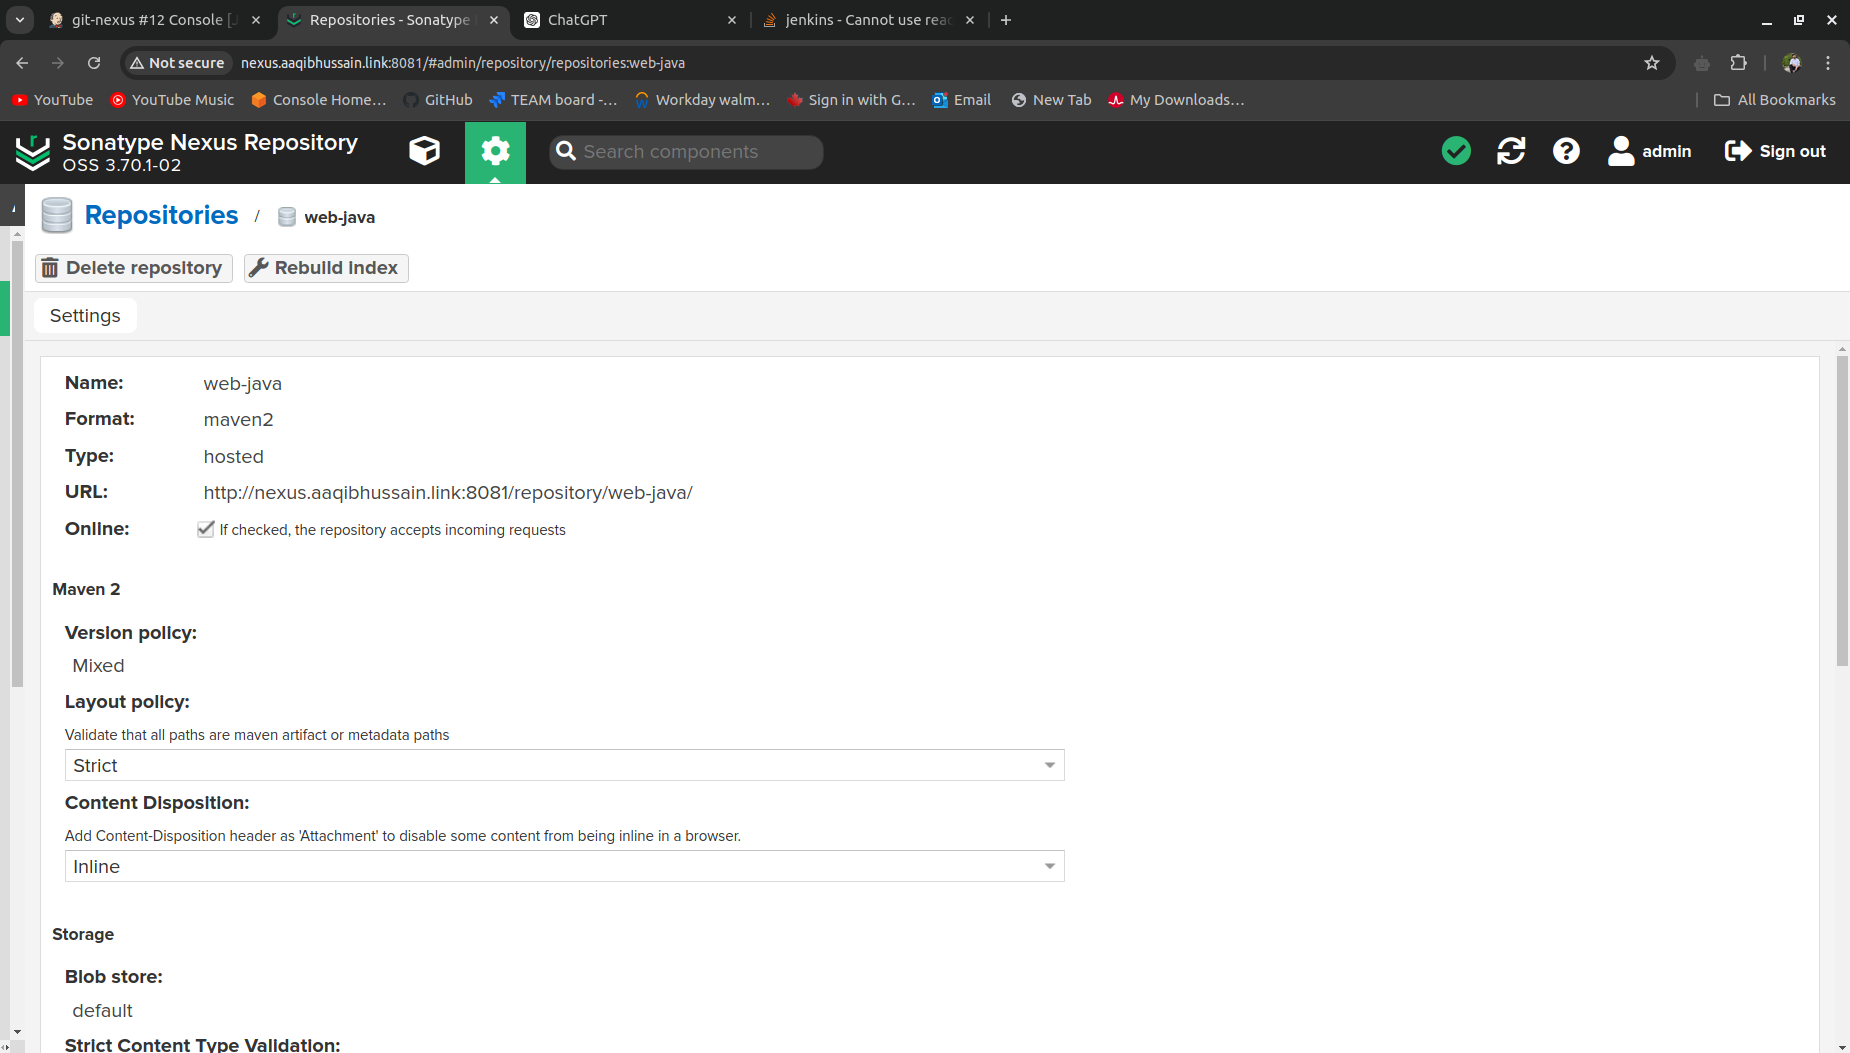 git-nexus #12 Console [J
Repositories - Sonatype
ChatGPT
jenkins - Cannot use read
Not secure
nexus.aaqibhussain.link:8081/#admin/repository/repositories:web-java
YouTube
YouTube Music
Console Home...
GitHub
TEAM board -...
Workday walm...
Sign in with G...
Email
New Tab
My Downloads...
All Bookmarks
Sonatype Nexus Repository
OSS 3.70.1-02
Search components
admin
Sign out
Repositories / web-java
Delete repository
Rebuild index
Settings
Name: web-java
Format: maven2
Type: hosted
URL: http://nexus.aaqibhussain.link:8081/repository/web-java/
Online: If checked, the repository accepts incoming requests
Maven 2
Version policy:
Mixed
Layout policy:
Validate that all paths are maven artifact or metadata paths
Strict
Content Disposition:
Add Content-Disposition header as 'Attachment' to disable some content from being inline in a browser.
Inline
Storage
Blob store:
default
Strict Content Type Validation: